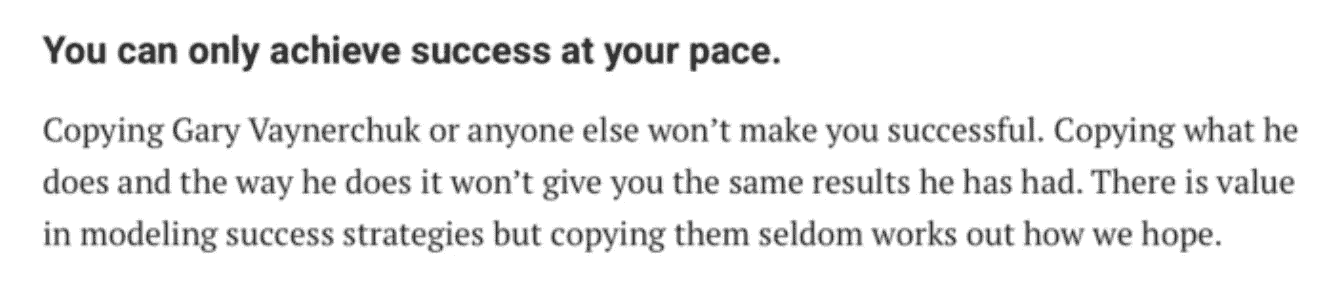 You can only achieve success at your pace.
Copying Gary Vaynerchuk or anyone else won’t make you successful. Copying what he
does and the way he does it won’t give you the same results he has had. There is value
in modeling success strategies but copying them seldom works out how we hope.